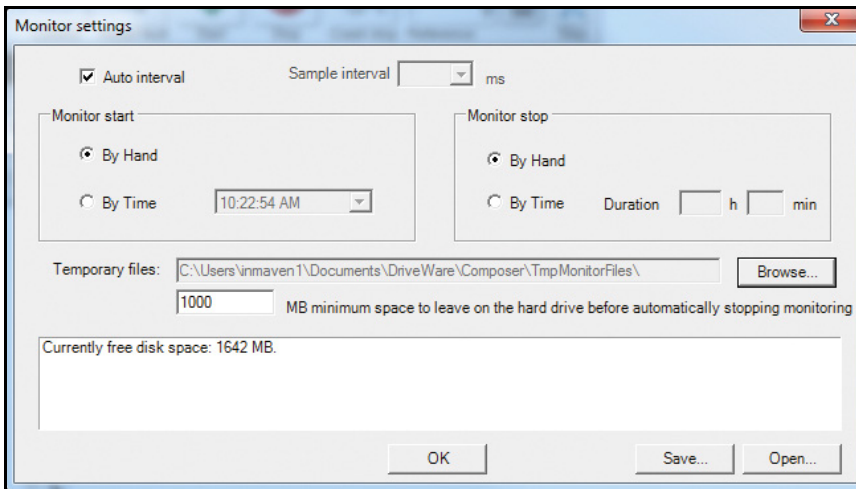 Monitor settings
Auto interval
Sample interval
ms
Monitor start
By Hand
By Time
10:22:54 AM
Monitor stop
By Hand
By Time
Duration
h
min
Temporary files:
C:\Users\inmaven1\Documents\DriveWare\Composer\TmpMonitorFiles\
Browse...
1000
MB minimum space to leave on the hard drive before automatically stopping monitoring
Currently free disk space: 1642 MB.
OK
Save...
Open...